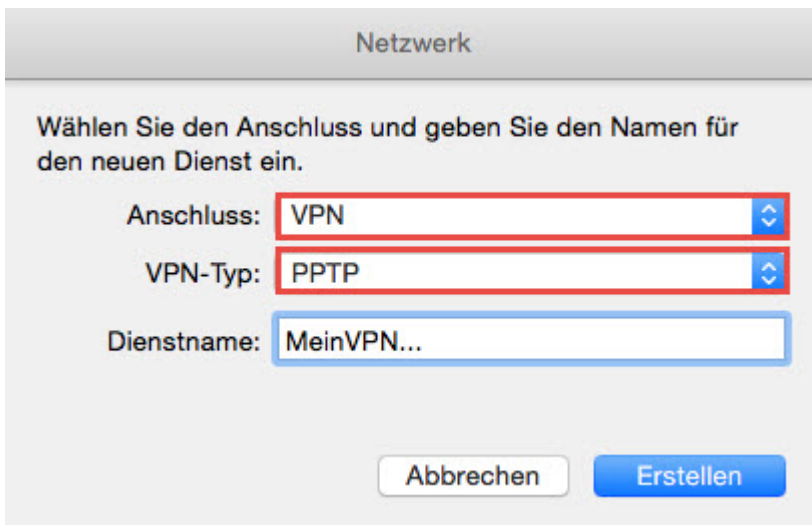 Netzwerk
Wählen Sie den Anschluss und geben Sie den Namen für
den neuen Dienst ein.
Anschluss: VPN
VPN-Typ: PPTP
Dienstname: MeinVPN...
Abbrechen Erstellen